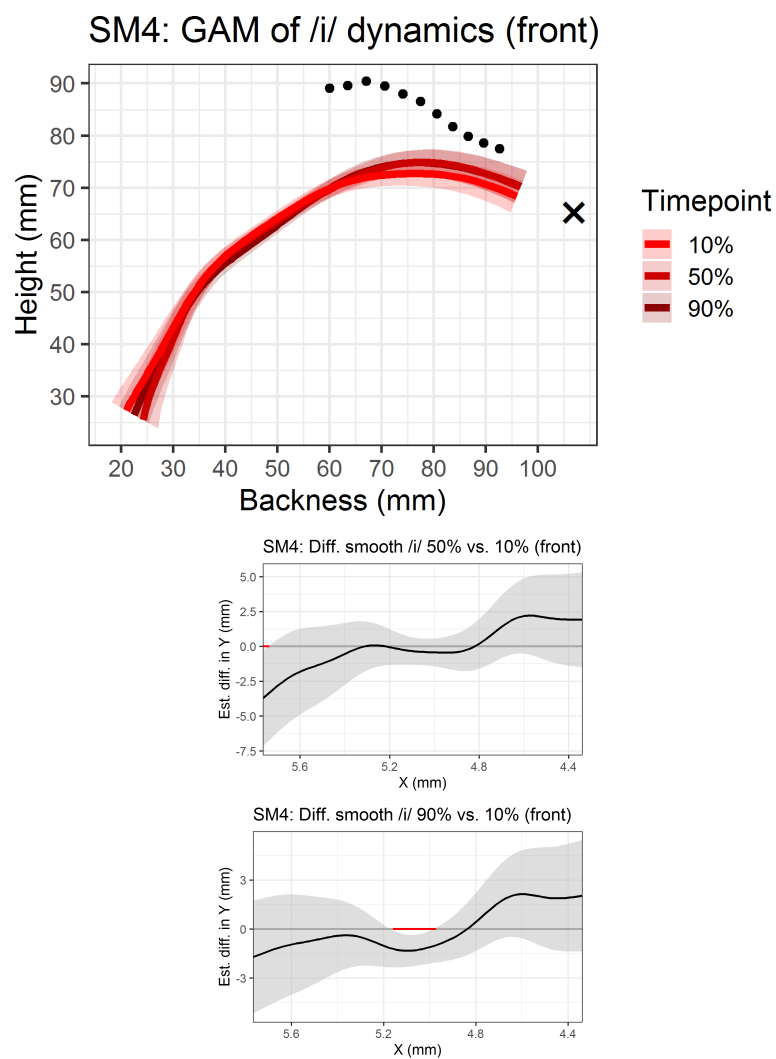 SM4: GAM of /i/ dynamics (front)
90
80
70
60
50
40
30
Height (mm)
20 30 40 50 60 70 80 90 100
Backness (mm)
Timepoint
10%
50%
90%
SM4: Diff. smooth /i/ 50% vs. 10% (front)
5.0
2.5
0.0
-2.5
-5.0
-7.5
Est. diff. in Y (mm)
5.6 5.2 4.8 4.4
X (mm)
SM4: Diff. smooth /i/ 90% vs. 10% (front)
3
0
-3
Est. diff. in Y (mm)
5.6 5.2 4.8 4.4
X (mm)